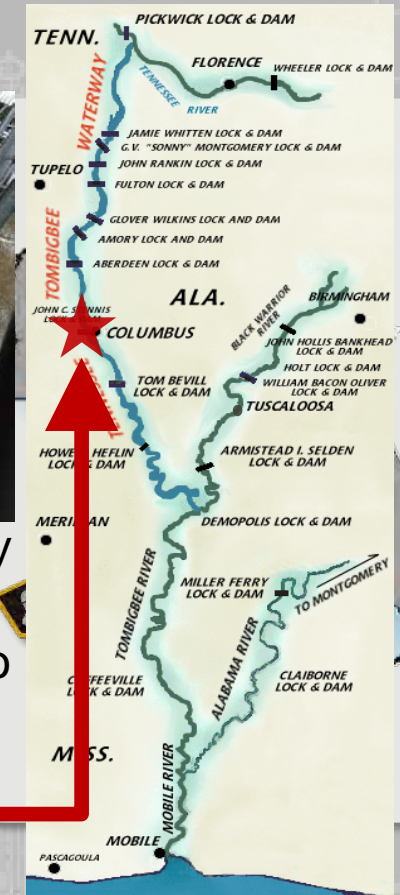 PICKWICK LOCK & DAM
TENN.
FLORENCE
WHEELER LOCK & DAM
TENNESSEE
RIVER
WATERWAY
JAMIE WHITTEN LOCK & DAM
G.V. "SONNY" MONTGOMERY LOCK & DAM
JOHN RANKIN LOCK & DAM
TUPELO
FULTON LOCK & DAM
TOMBIGBEE
GLOVER WILKINS LOCK AND DAM
AMORY LOCK AND DAM
ABERDEEN LOCK & DAM
ALA.
BIRMINGHAM
BLACK WARRIOR
RIVER
JOHN C.
COLUMBUS
JOHN HOLLIS BANKHEAD
LOCK & DAM
HOLT LOCK & DAM
TOM BEVILL
LOCK & DAM
WILLIAM BACON OLIVER
LOCK & DAM
TUSCALOOSA
HEFLIN
DAM
ARMISTEAD I. SELDEN
LOCK & DAM
DEMOPOLIS LOCK & DAM
TOMBIGBEE RIVER
MILLER FERRY
LOCK & DAM
TO MONTGOMERY
ALABAMA RIVER
LOCK & DAM
CLAIBORNE
LOCK & DAM
MOBILE RIVER
MOBILE
PASCAGOULA